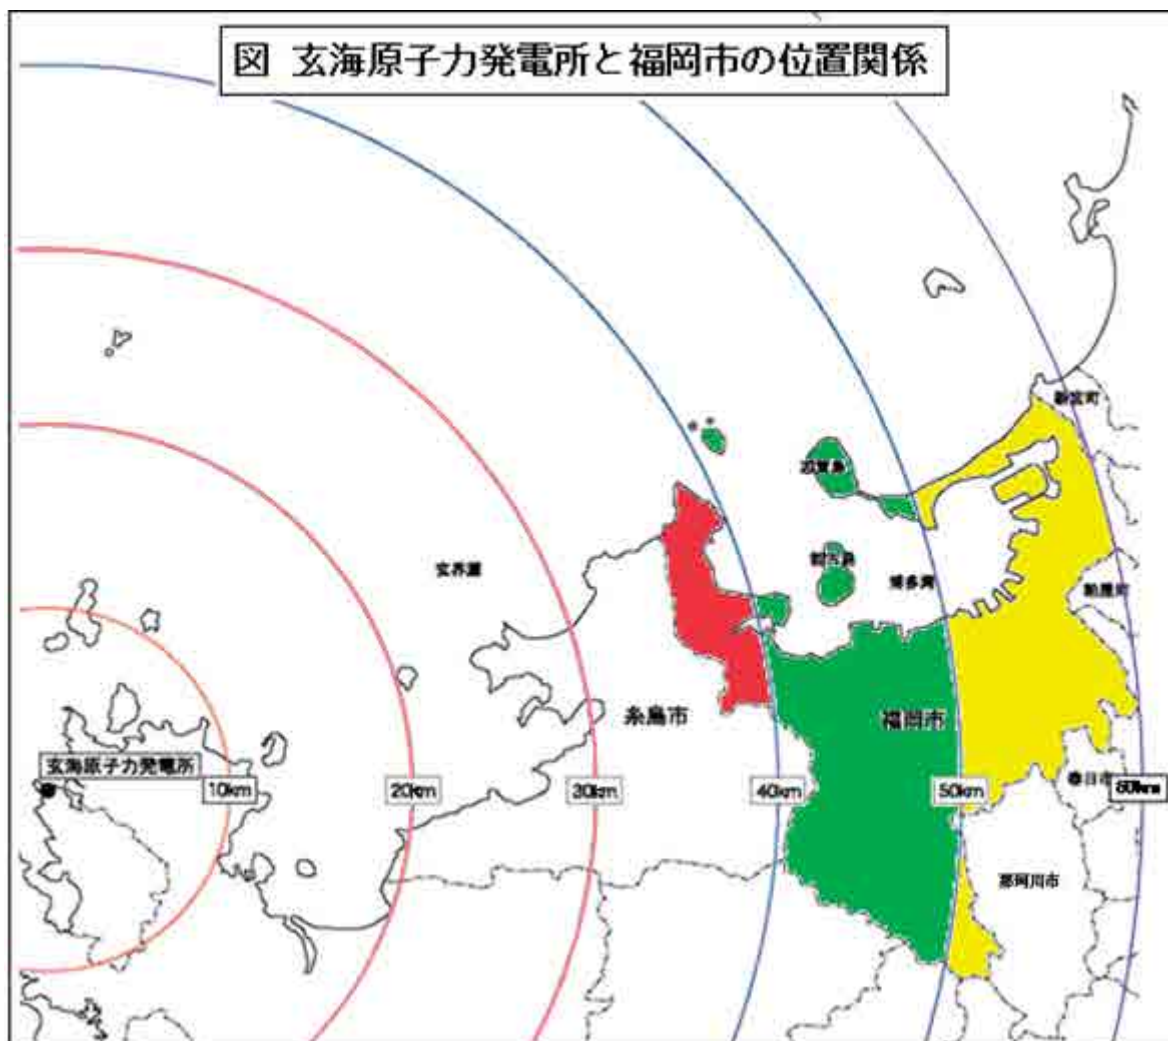 図 玄海原子力発電所と福岡市の位置関係
新宮町
志賀島
玄界灘
能古島
博多湾
粕屋町
糸島市
福岡市
玄海原子力発電所
春日市
10km
20km
30km
40km
50km
60km
那珂川市